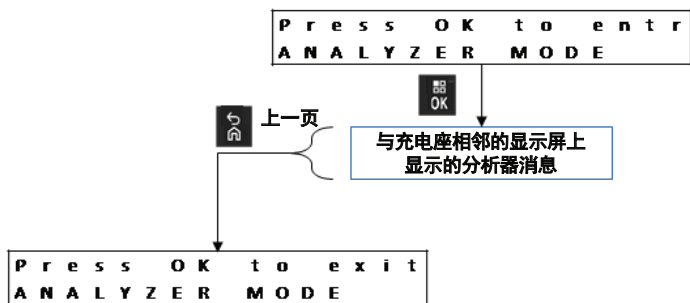 Press OK to entr
ANALYZER MODE
OK
上一页
与充电座相邻的显示屏上
显示的分析器消息
Press OK to exit
ANALYZER MODE